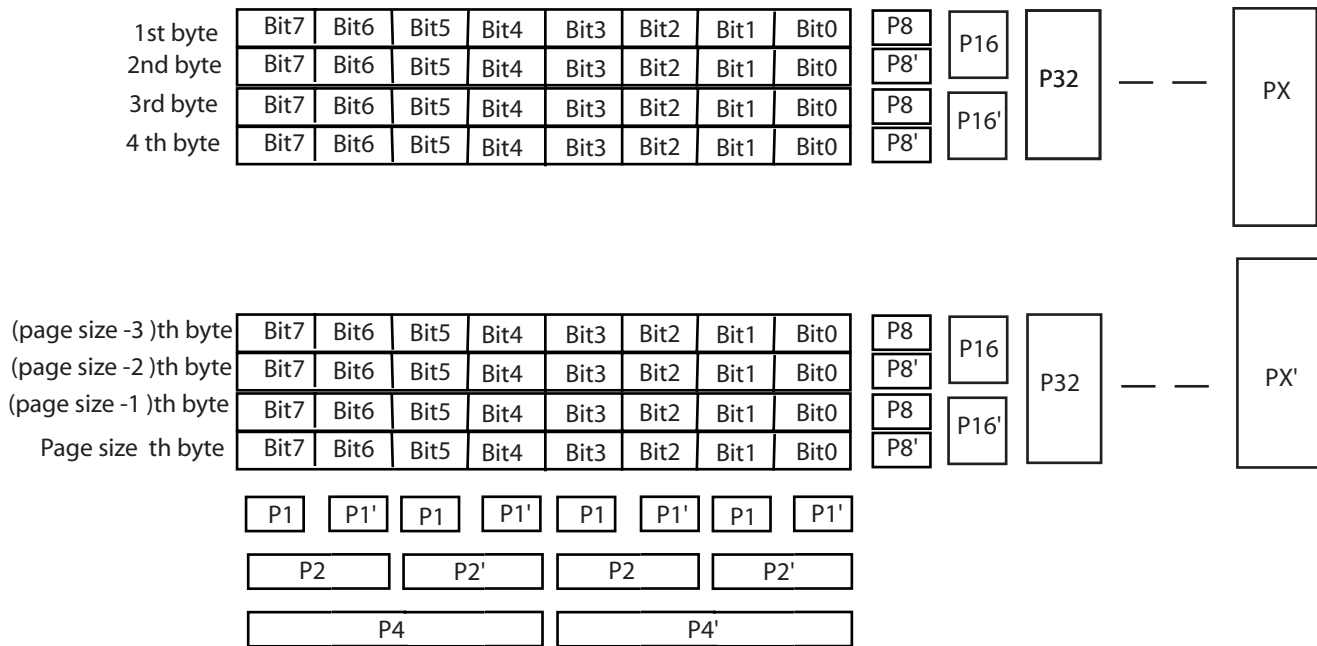 1st byte Bit7 Bit6 Bit5 Bit4 Bit3 Bit2 Bit1 Bit0 P8 P16 P32 — — PX
2nd byte Bit7 Bit6 Bit5 Bit4 Bit3 Bit2 Bit1 Bit0 P8'
3rd byte Bit7 Bit6 Bit5 Bit4 Bit3 Bit2 Bit1 Bit0 P8 P16'
4 th byte Bit7 Bit6 Bit5 Bit4 Bit3 Bit2 Bit1 Bit0 P8'
(page size -3 )th byte Bit7 Bit6 Bit5 Bit4 Bit3 Bit2 Bit1 Bit0 P8 P16 P32 — — PX'
(page size -2 )th byte Bit7 Bit6 Bit5 Bit4 Bit3 Bit2 Bit1 Bit0 P8'
(page size -1 )th byte Bit7 Bit6 Bit5 Bit4 Bit3 Bit2 Bit1 Bit0 P8 P16'
Page size th byte Bit7 Bit6 Bit5 Bit4 Bit3 Bit2 Bit1 Bit0 P8'
P1 P1' P1 P1' P1 P1' P1 P1'
P2 P2' P2 P2'
P4 P4'